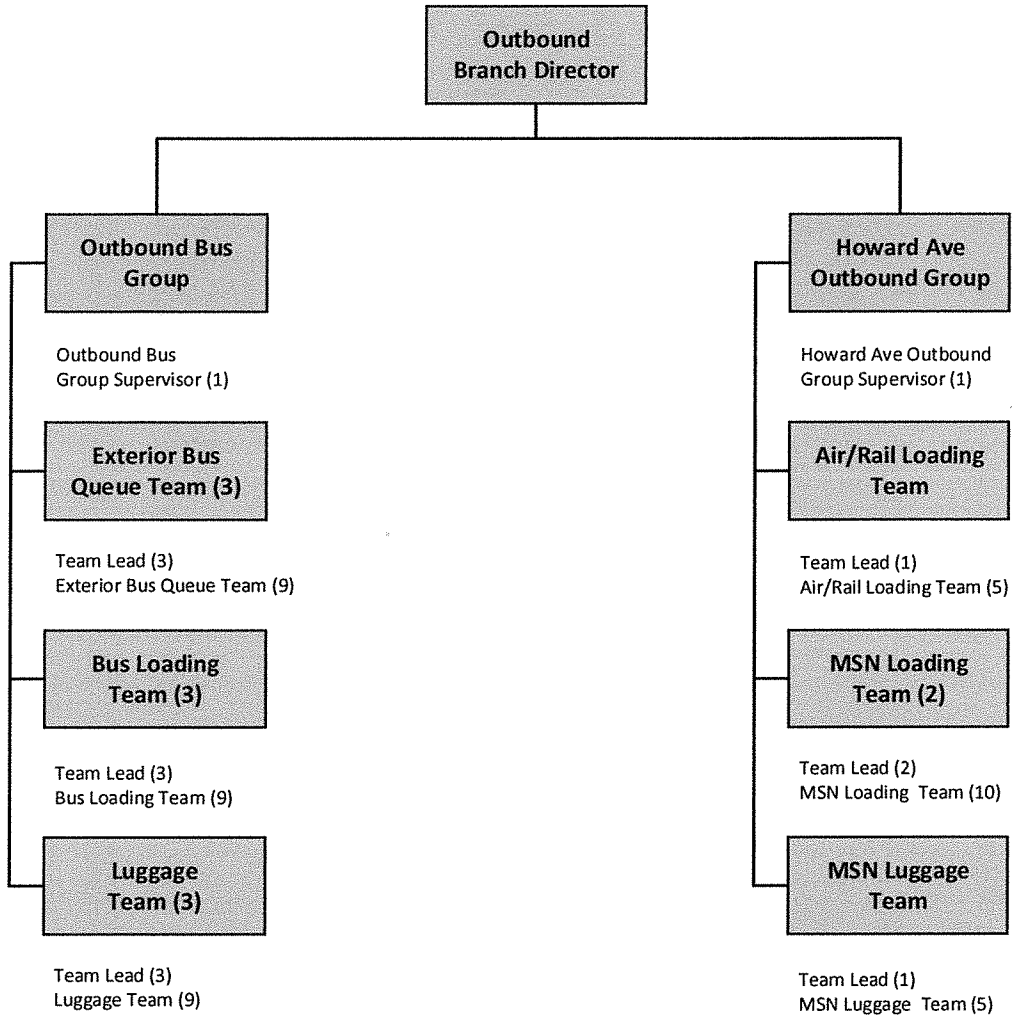 Outbound
Branch Director
Outbound Bus
Group
Outbound Bus
Group Supervisor (1)
Exterior Bus
Queue Team (3)
Team Lead (3)
Exterior Bus Queue Team (9)
Bus Loading
Team (3)
Team Lead (3)
Bus Loading Team (9)
Luggage
Team (3)
Team Lead (3)
Luggage Team (9)
Howard Ave
Outbound Group
Howard Ave Outbound
Group Supervisor (1)
Air/Rail Loading
Team
Team Lead (1)
Air/Rail Loading Team (5)
MSN Loading
Team (2)
Team Lead (2)
MSN Loading  Team (10)
MSN Luggage
Team
Team Lead (1)
MSN Luggage  Team (5)